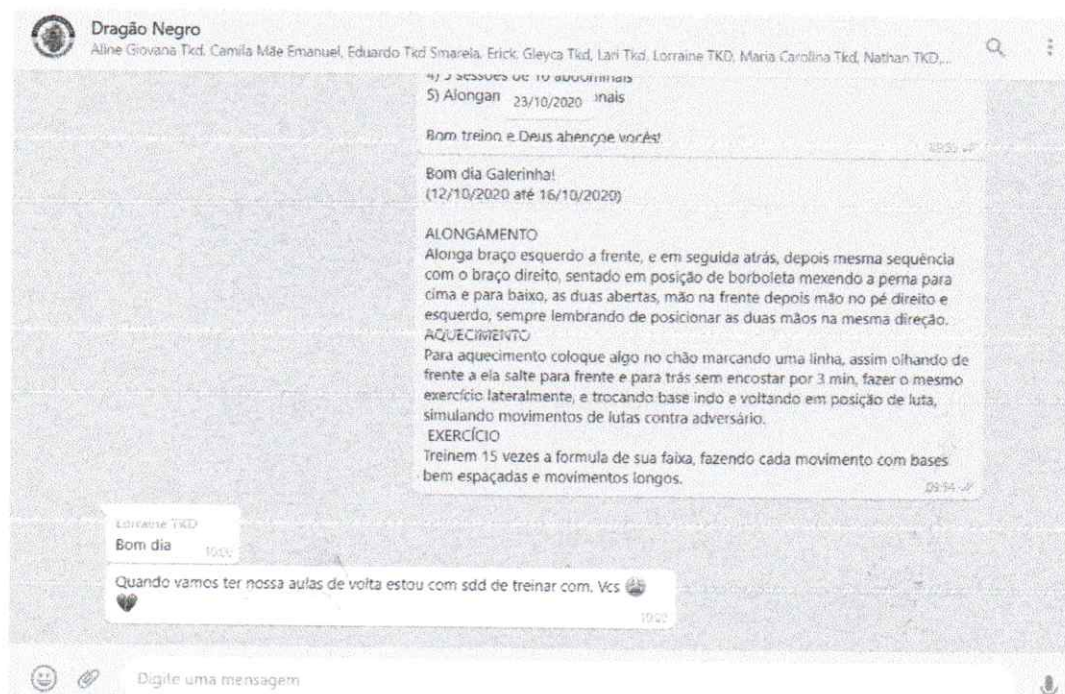 Dragão Negro
Aline Giovana Tkd, Camila Mãe Emanuel, Eduardo Tkd Smarela, Erick, Gleyca Tkd, Lari Tkd, Lorraine TKD, Maria Carolina Tkd, Nathan TKD,...
4) 3 sessões de 10 abdominais
5) Alongan 23/10/2020 nais
Bom treino e Deus abençoe vocês!
Bom dia Galerinha!
(12/10/2020 até 16/10/2020)
ALONGAMENTO
Alonga braço esquerdo a frente, e em seguida atrás, depois mesma sequência
com o braço direito, sentado em posição de borboleta mexendo a perna para
cima e para baixo, as duas abertas, mão na frente depois mão no pé direito e
esquerdo, sempre lembrando de posicionar as duas mãos na mesma direção.
AQUECIMENTO
Para aquecimento coloque algo no chão marcando uma linha, assim olhando de
frente a ela salte para frente e para trás sem encostar por 3 min, fazer o mesmo
exercício lateralmente, e trocando base indo e voltando em posição de luta,
simulando movimentos de lutas contra adversário.
EXERCÍCIO
Treinem 15 vezes a formula de sua faixa, fazendo cada movimento com bases
bem espaçadas e movimentos longos.
09:54
Lorraine TKD
Bom dia
Quando vamos ter nossa aulas de volta estou com sdd de treinar com. Vcs
Digite uma mensagem